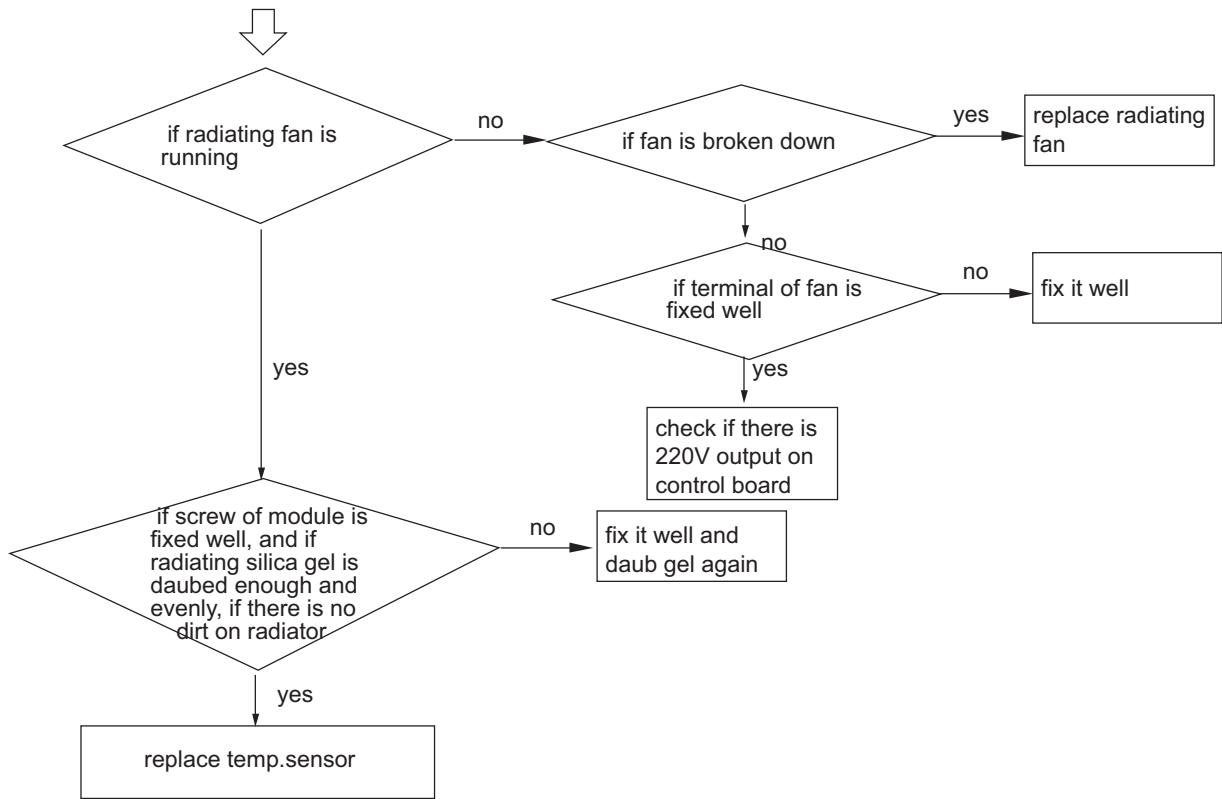 if radiating fan is
running
no
if fan is broken down
yes
replace radiating
fan
no
if terminal of fan is
fixed well
no
fix it well
yes
yes
check if there is
220V output on
control board
if screw of module is
fixed well, and if
radiating silica gel is
daubed enough and
evenly, if there is no
dirt on radiator
no
fix it well and
daub gel again
yes
replace temp.sensor